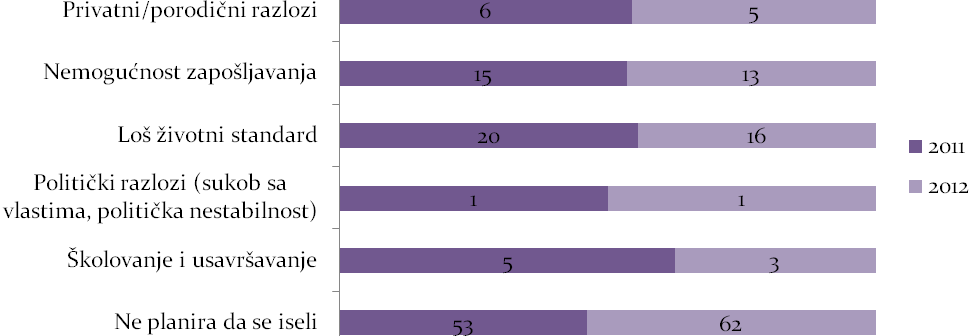 Privatni/porodični razlozi
6 5
Nemogućnost zapošljavanja
15 13
Loš životni standard
20 16
Politički razlozi (sukob sa
vlastima, politička nestabilnost)
1 1
Školovanje i usavršavanje
5 3
Ne planira da se iseli
53 62
2011
2012